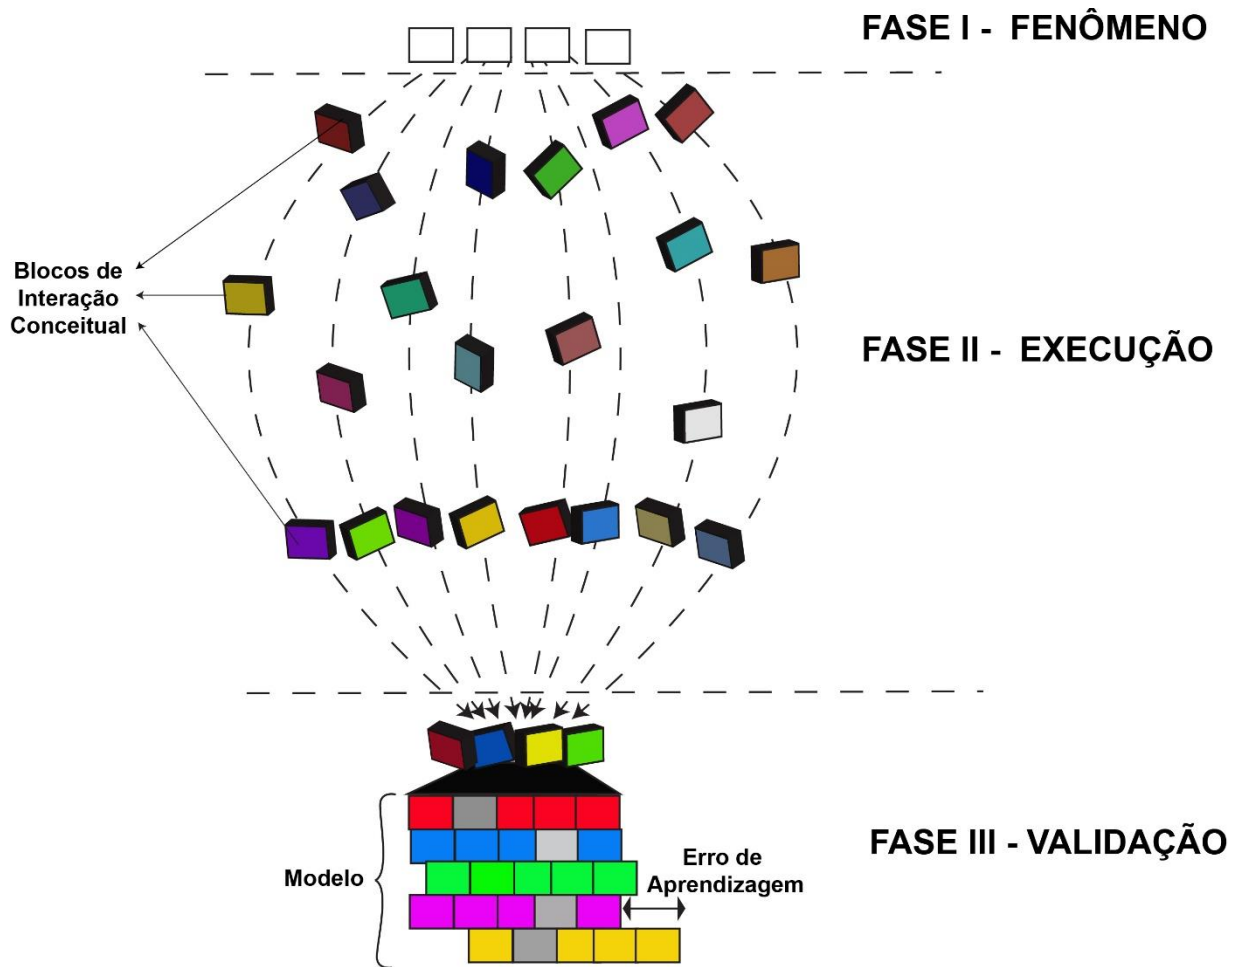 FASE I - FENÔMENO
Blocos de
Interação
Conceitual
FASE II - EXECUÇÃO
Modelo
Erro de
Aprendizagem
FASE III - VALIDAÇÃO